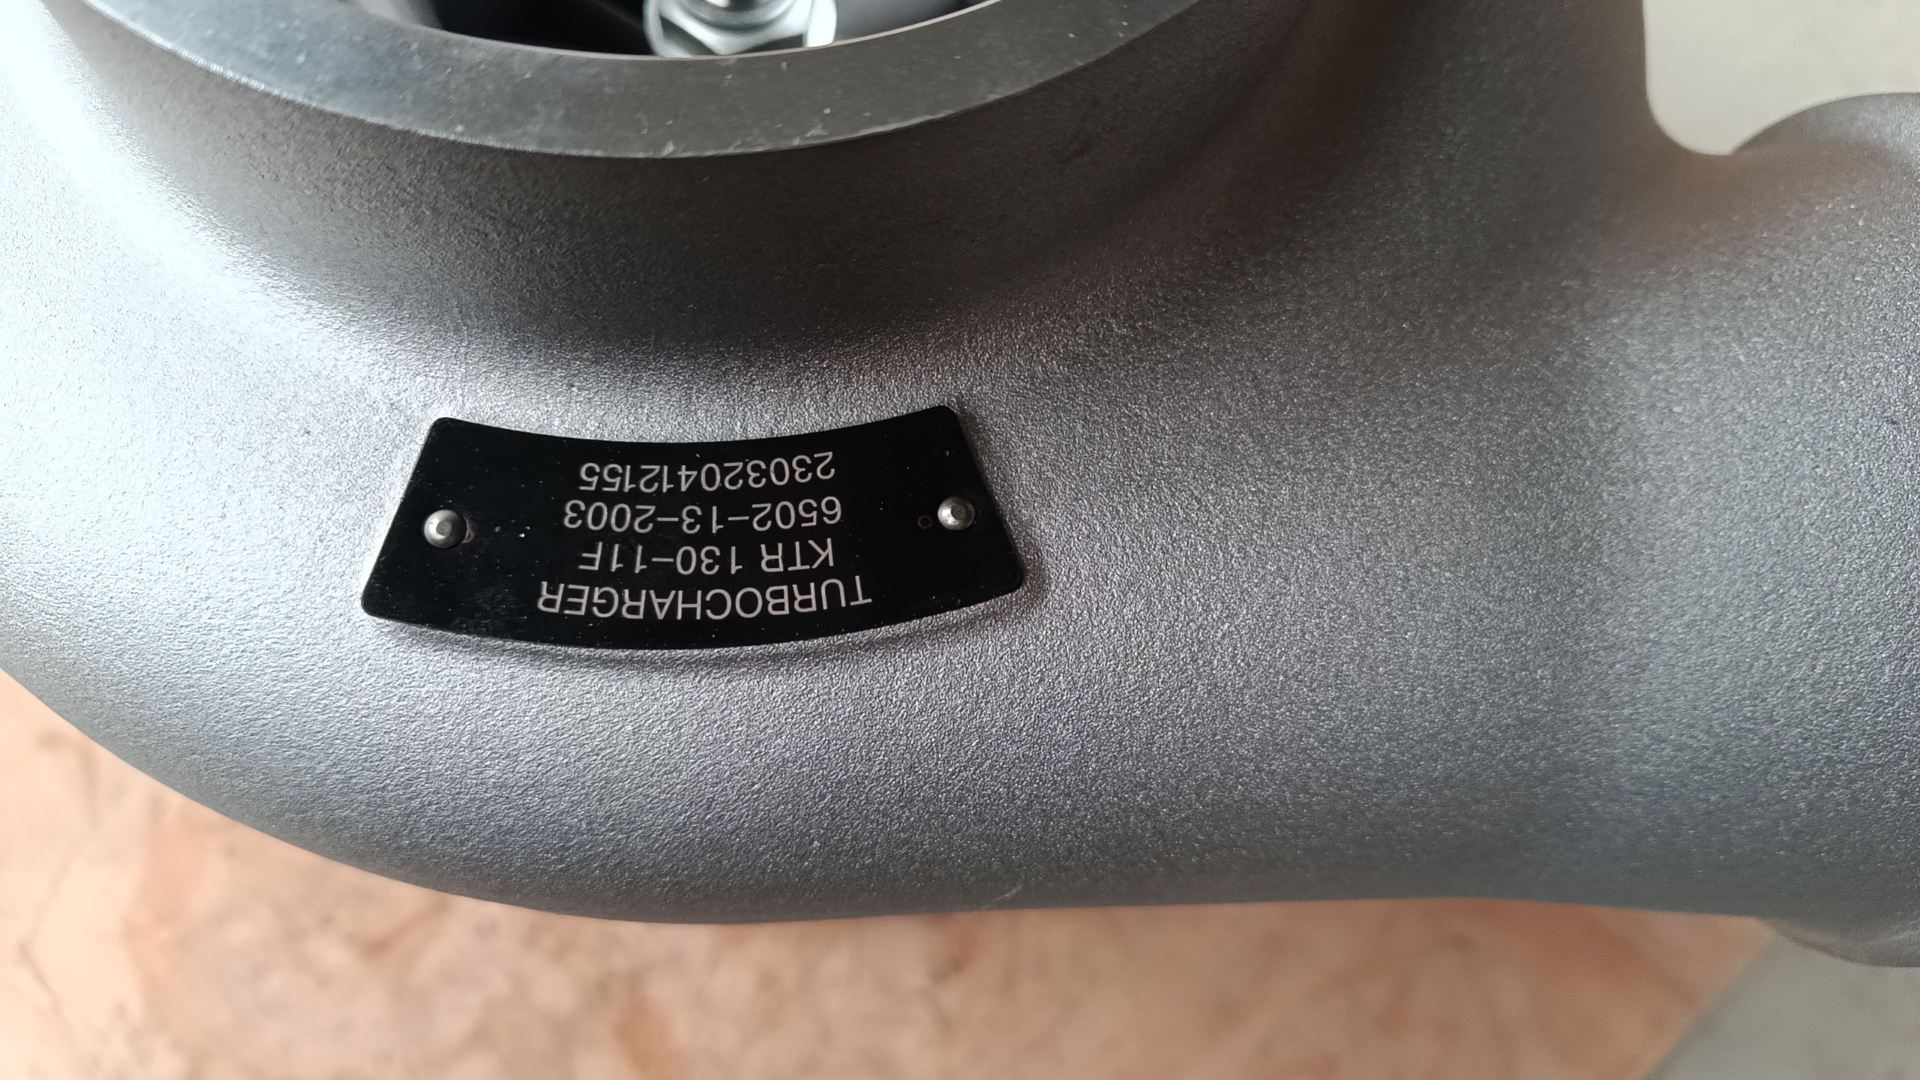 TURBOCHARGER
KTR 130-11F
6502-13-2003
230320412155